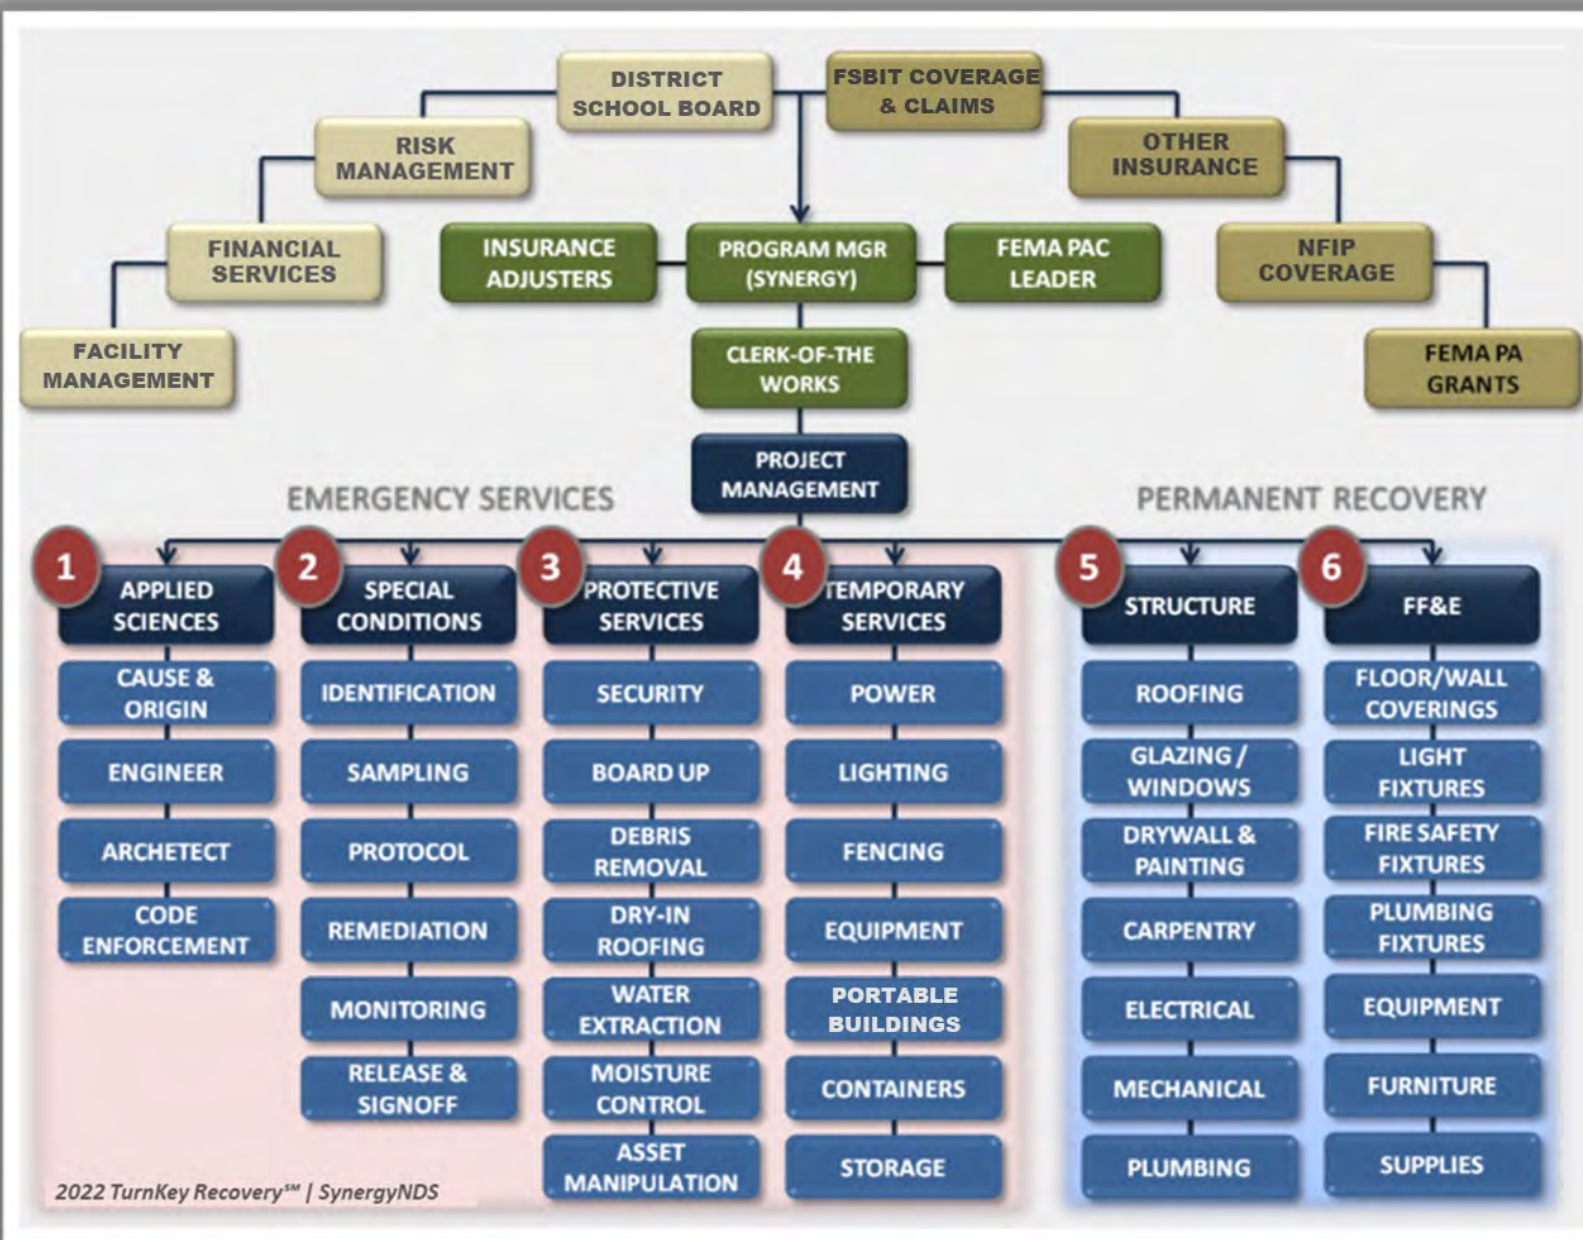 DISTRICT
SCHOOL BOARD
FSBIT COVERAGE
& CLAIMS
RISK
MANAGEMENT
OTHER
INSURANCE
FINANCIAL
SERVICES
INSURANCE
ADJUSTERS
PROGRAM MGR
(SYNERGY)
FEMA PAC
LEADER
NFIP
COVERAGE
FACILITY
MANAGEMENT
CLERK-OF-THE
WORKS
FEMA PA
GRANTS
PROJECT
MANAGEMENT
EMERGENCY SERVICES
PERMANENT RECOVERY
1
APPLIED
SCIENCES
CAUSE &
ORIGIN
ENGINEER
ARCHETECT
CODE
ENFORCEMENT
2
SPECIAL
CONDITIONS
IDENTIFICATION
SAMPLING
PROTOCOL
REMEDIATION
MONITORING
RELEASE &
SIGNOFF
3
PROTECTIVE
SERVICES
SECURITY
BOARD UP
DEBRIS
REMOVAL
DRY-IN
ROOFING
WATER
EXTRACTION
MOISTURE
CONTROL
ASSET
MANIPULATION
4
TEMPORARY
SERVICES
POWER
LIGHTING
FENCING
EQUIPMENT
PORTABLE
BUILDINGS
CONTAINERS
STORAGE
5
STRUCTURE
ROOFING
GLAZING /
WINDOWS
DRYWALL &
PAINTING
CARPENTRY
ELECTRICAL
MECHANICAL
PLUMBING
6
FF&E
FLOOR/WALL
COVERINGS
LIGHT
FIXTURES
FIRE SAFETY
FIXTURES
PLUMBING
FIXTURES
EQUIPMENT
FURNITURE
SUPPLIES
2022 TurnKey Recovery℠ | SynergyNDS